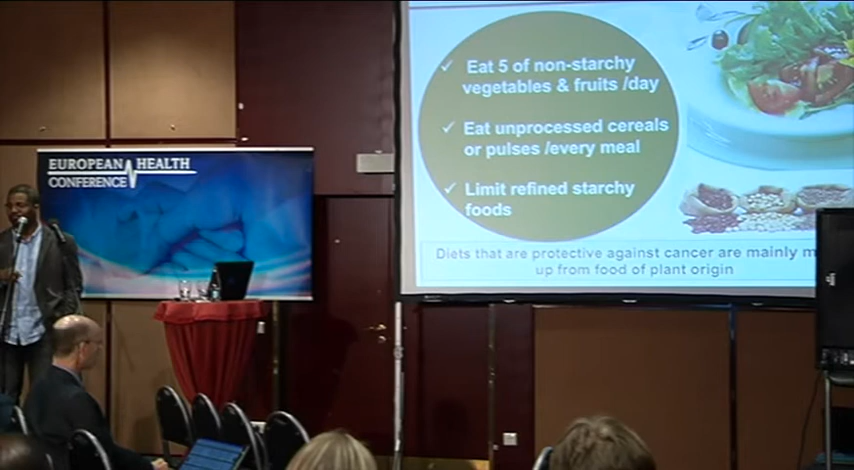 EUROPEAN HEALTH
CONFERENCE
✓ Eat 5 of non-starchy
vegetables & fruits /day
✓ Eat unprocessed cereals
or pulses /every meal
✓ Limit refined starchy
foods
Diets that are protective against cancer are mainly m
up from food of plant origin